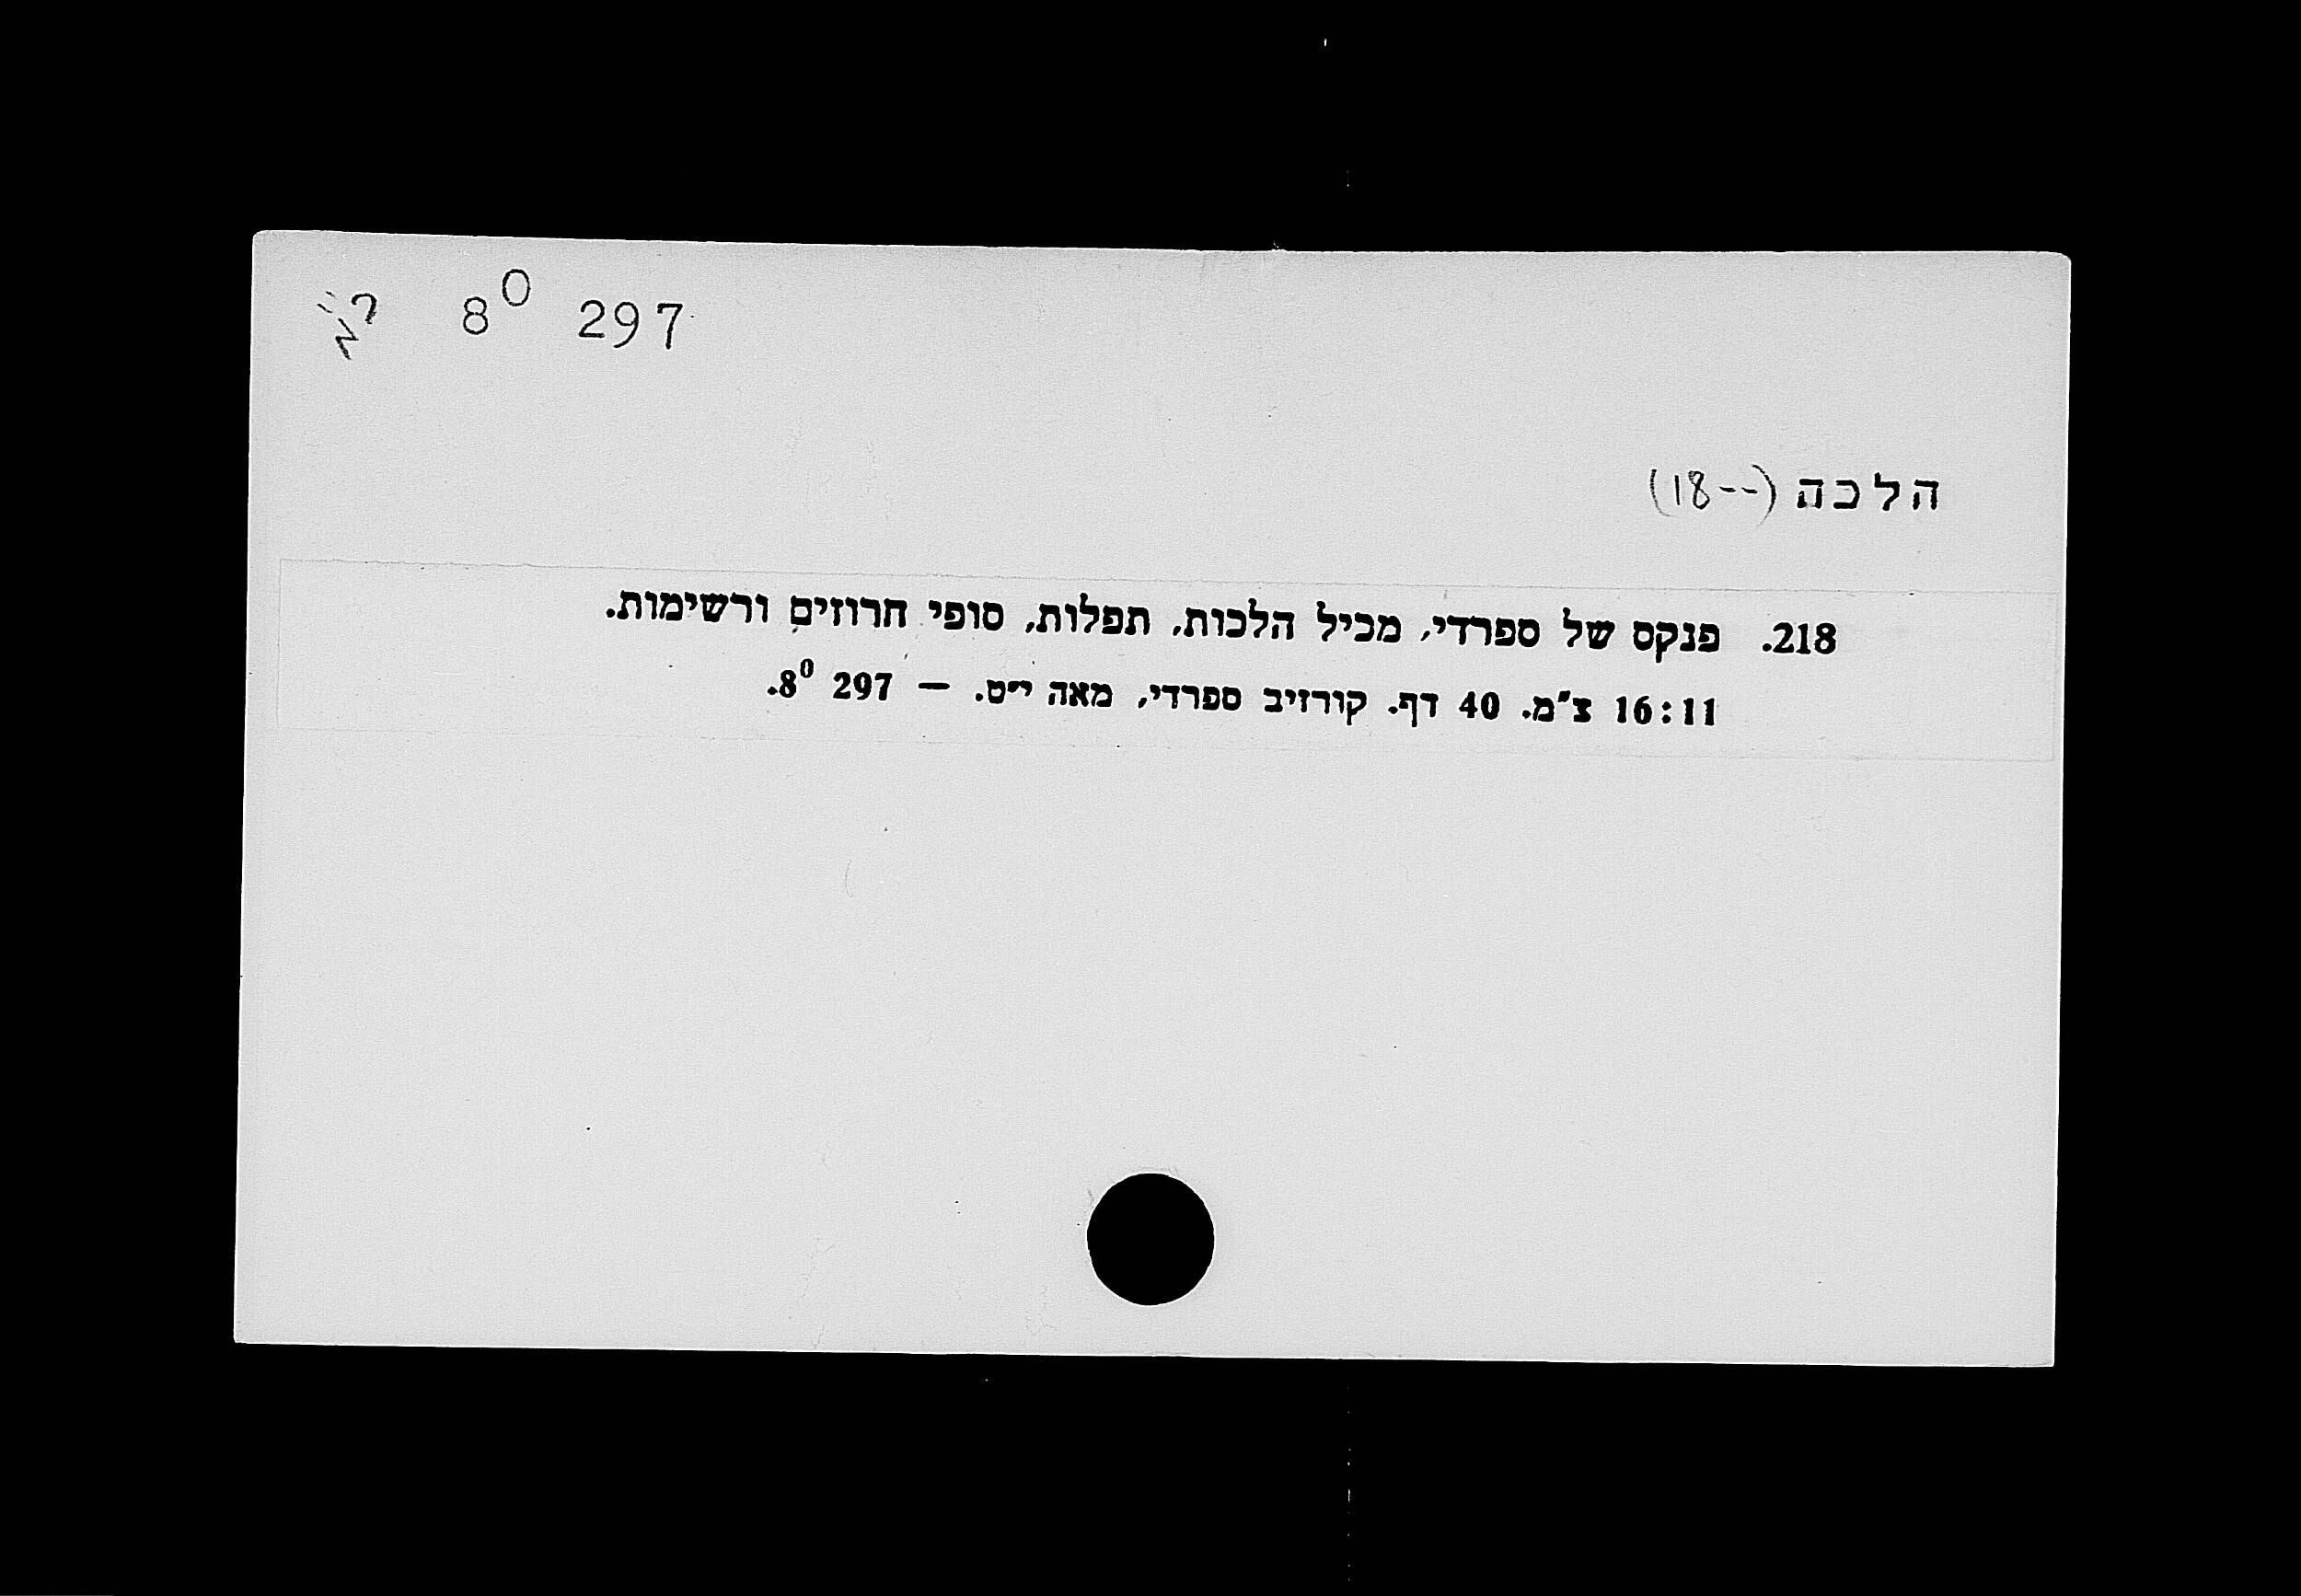 8⁰ 297
הלכה (18--)
218. פנקס של ספרדי, מכיל הלכות, תפלות, סופי חרוזים ורשימות.
16:11 צ״מ. 40 דף. קורזיב ספרדי, מאה י״ט. — 297 8⁰.